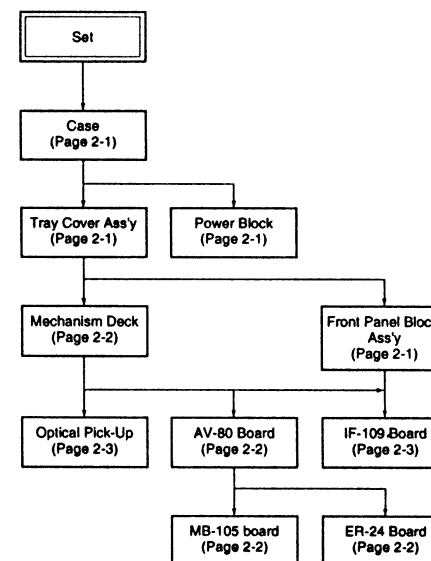 Set
Case
(Page 2-1)
Tray Cover Ass'y
(Page 2-1)
Power Block
(Page 2-1)
Mechanism Deck
(Page 2-2)
Front Panel Block
Ass'y
(Page 2-1)
Optical Pick-Up
(Page 2-3)
AV-80 Board
(Page 2-2)
IF-109 Board
(Page 2-3)
MB-105 board
(Page 2-2)
ER-24 Board
(Page 2-2)